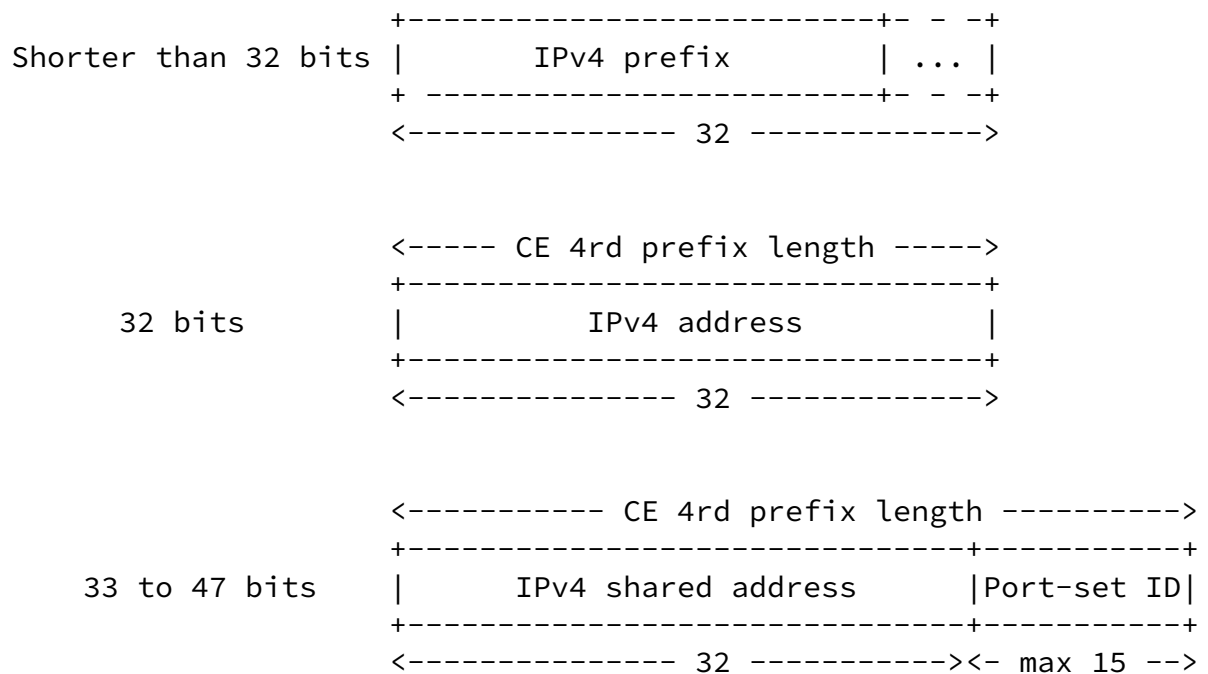 +--------------------------+- - -+
Shorter than 32 bits |       IPv4 prefix        | ... |
                     + -------------------------+- - -+
                     <--------------- 32 ------------->
                     <----- CE 4rd prefix length ----->
                     +--------------------------------+
      32 bits        |          IPv4 address          |
                     +--------------------------------+
                     <--------------- 32 ------------->
                     <----------- CE 4rd prefix length ---------->
                     +-------------------------------+-----------+
    33 to 47 bits    |      IPv4 shared address      |Port-set ID|
                     +-------------------------------+-----------+
                     <--------------- 32 -----------><- max 15 -->